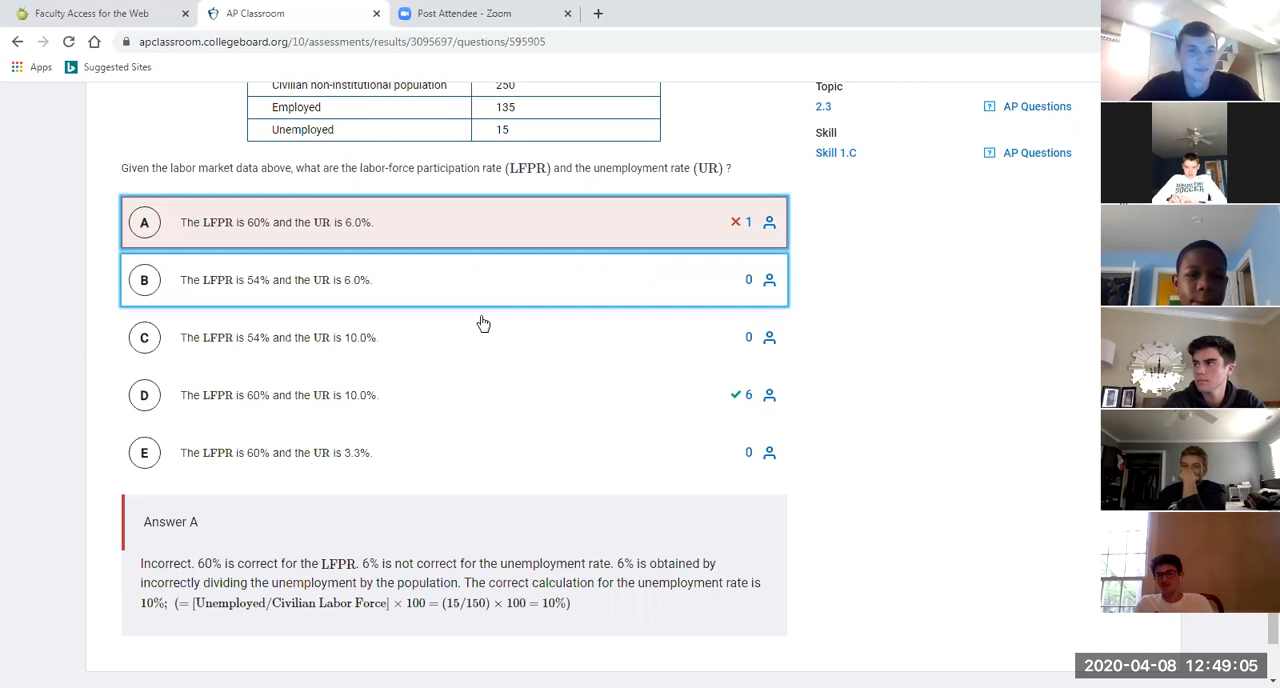 Faculty Access for the Web
AP Classroom
Post Attendee - Zoom
apclassroom.collegeboard.org/10/assessments/results/3095697/questions/595905
Apps
Suggested Sites
Civilian non-institutional population 250
Employed 135
Unemployed 15
Topic
2.3 AP Questions
Skill
Skill 1.C AP Questions
Given the labor market data above, what are the labor-force participation rate (LFPR) and the unemployment rate (UR) ?
A The LFPR is 60% and the UR is 6.0%. 1
B The LFPR is 54% and the UR is 6.0%. 0
C The LFPR is 54% and the UR is 10.0%. 0
D The LFPR is 60% and the UR is 10.0%. 6
E The LFPR is 60% and the UR is 3.3%. 0
Answer A
Incorrect. 60% is correct for the LFPR. 6% is not correct for the unemployment rate. 6% is obtained by
incorrectly dividing the unemployment by the population. The correct calculation for the unemployment rate is
10%; (= [Unemployed/Civilian Labor Force] × 100 = (15/150) × 100 = 10%)
SOCCER
2020-04-08 12:49:05